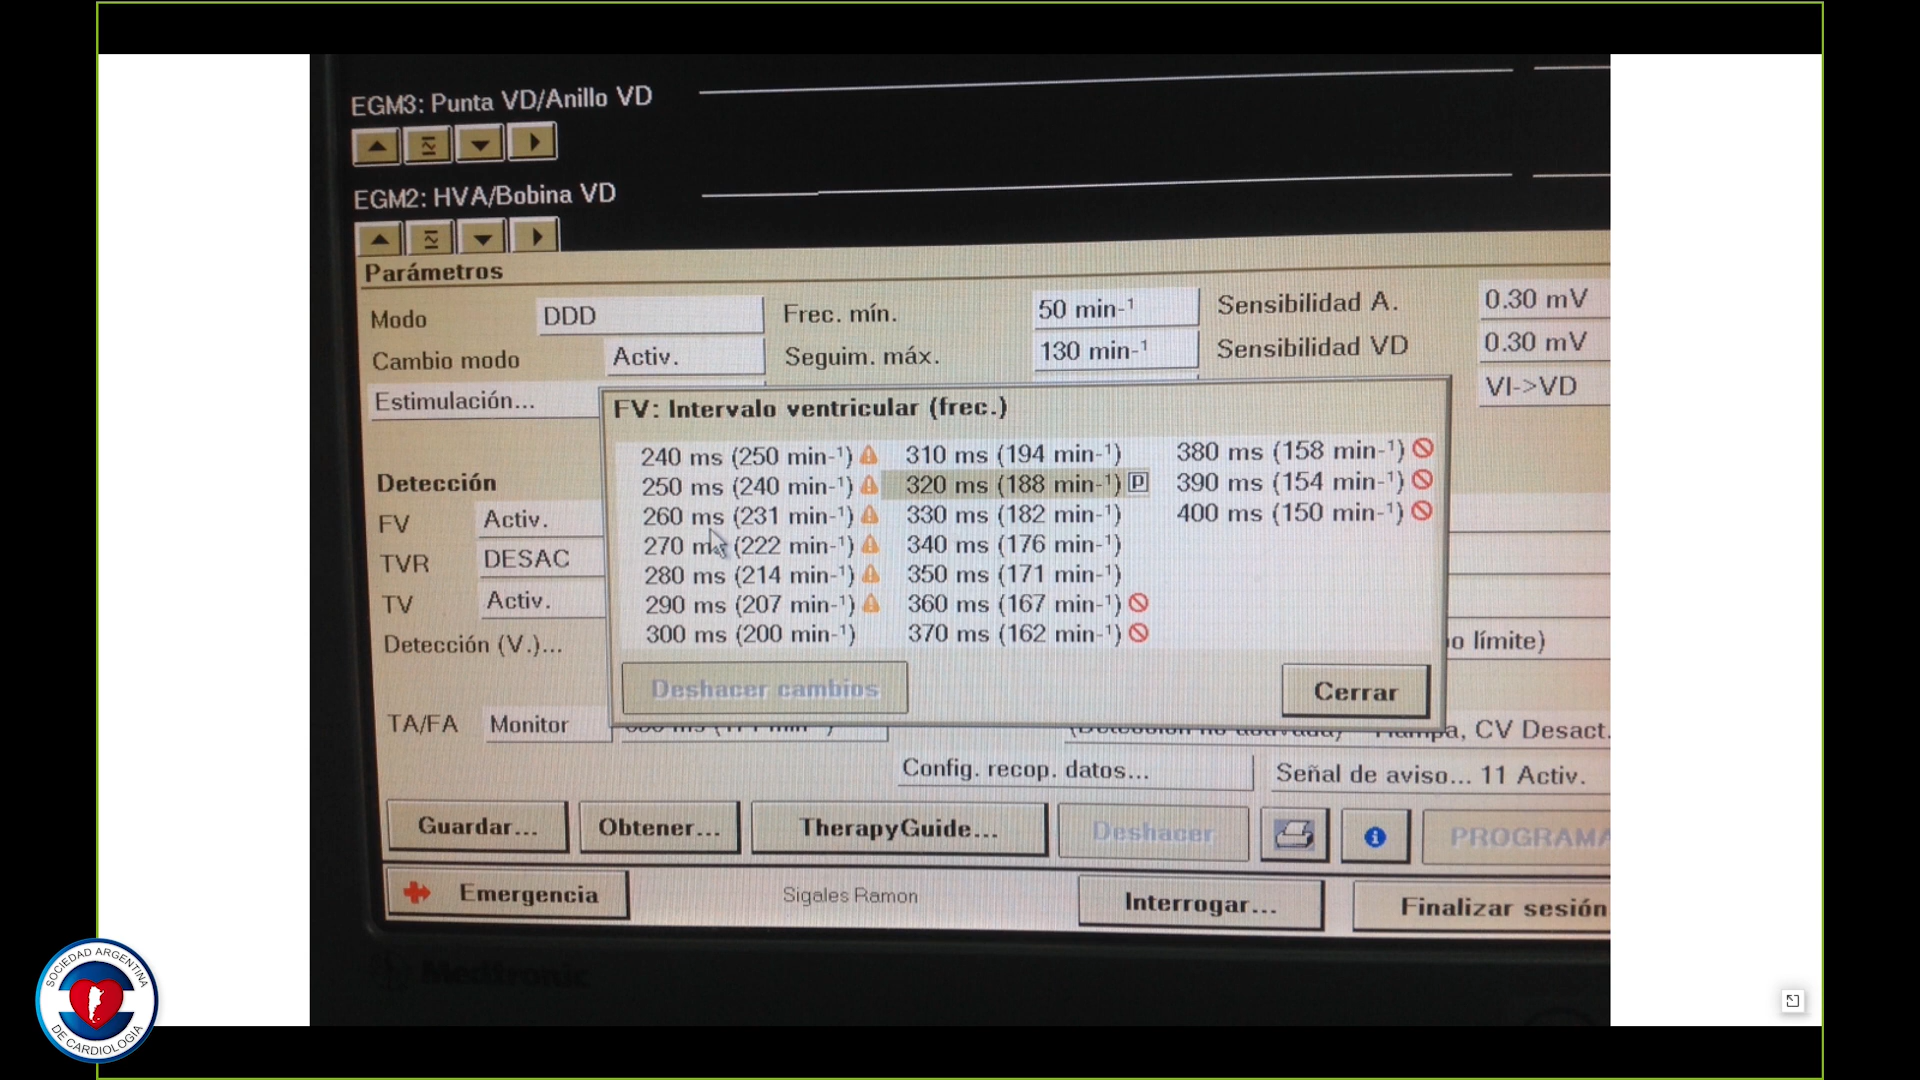 EGM3: Punta VD/Anillo VD
EGM2: HVA/Bobina VD
Parámetros
Modo DDD Frec. mín. 50 min-¹ Sensibilidad A. 0.30 mV
Cambio modo Activ. Seguim. máx. 130 min-¹ Sensibilidad VD 0.30 mV
Estimulación... VI->VD
FV: Intervalo ventricular (frec.)
240 ms (250 min-¹) 310 ms (194 min-¹) 380 ms (158 min-¹)
250 ms (240 min-¹) 320 ms (188 min-¹) P 390 ms (154 min-¹)
260 ms (231 min-¹) 330 ms (182 min-¹) 400 ms (150 min-¹)
270 ms (222 min-¹) 340 ms (176 min-¹)
280 ms (214 min-¹) 350 ms (171 min-¹)
290 ms (207 min-¹) 360 ms (167 min-¹)
300 ms (200 min-¹) 370 ms (162 min-¹)
Deshacer cambios Cerrar
Detección
FV Activ.
TVR DESAC
TV Activ.
Detección (V.)... o límite)
TA/FA Monitor CV Desact.
Config. recop. datos... Señal de aviso... 11 Activ.
Guardar... Obtener... TherapyGuide... Deshacer PROGRAMA
Emergencia Sigales Ramon Interrogar... Finalizar sesión
Medtronic
SOCIEDAD ARGENTINA
DE CARDIOLOGIA